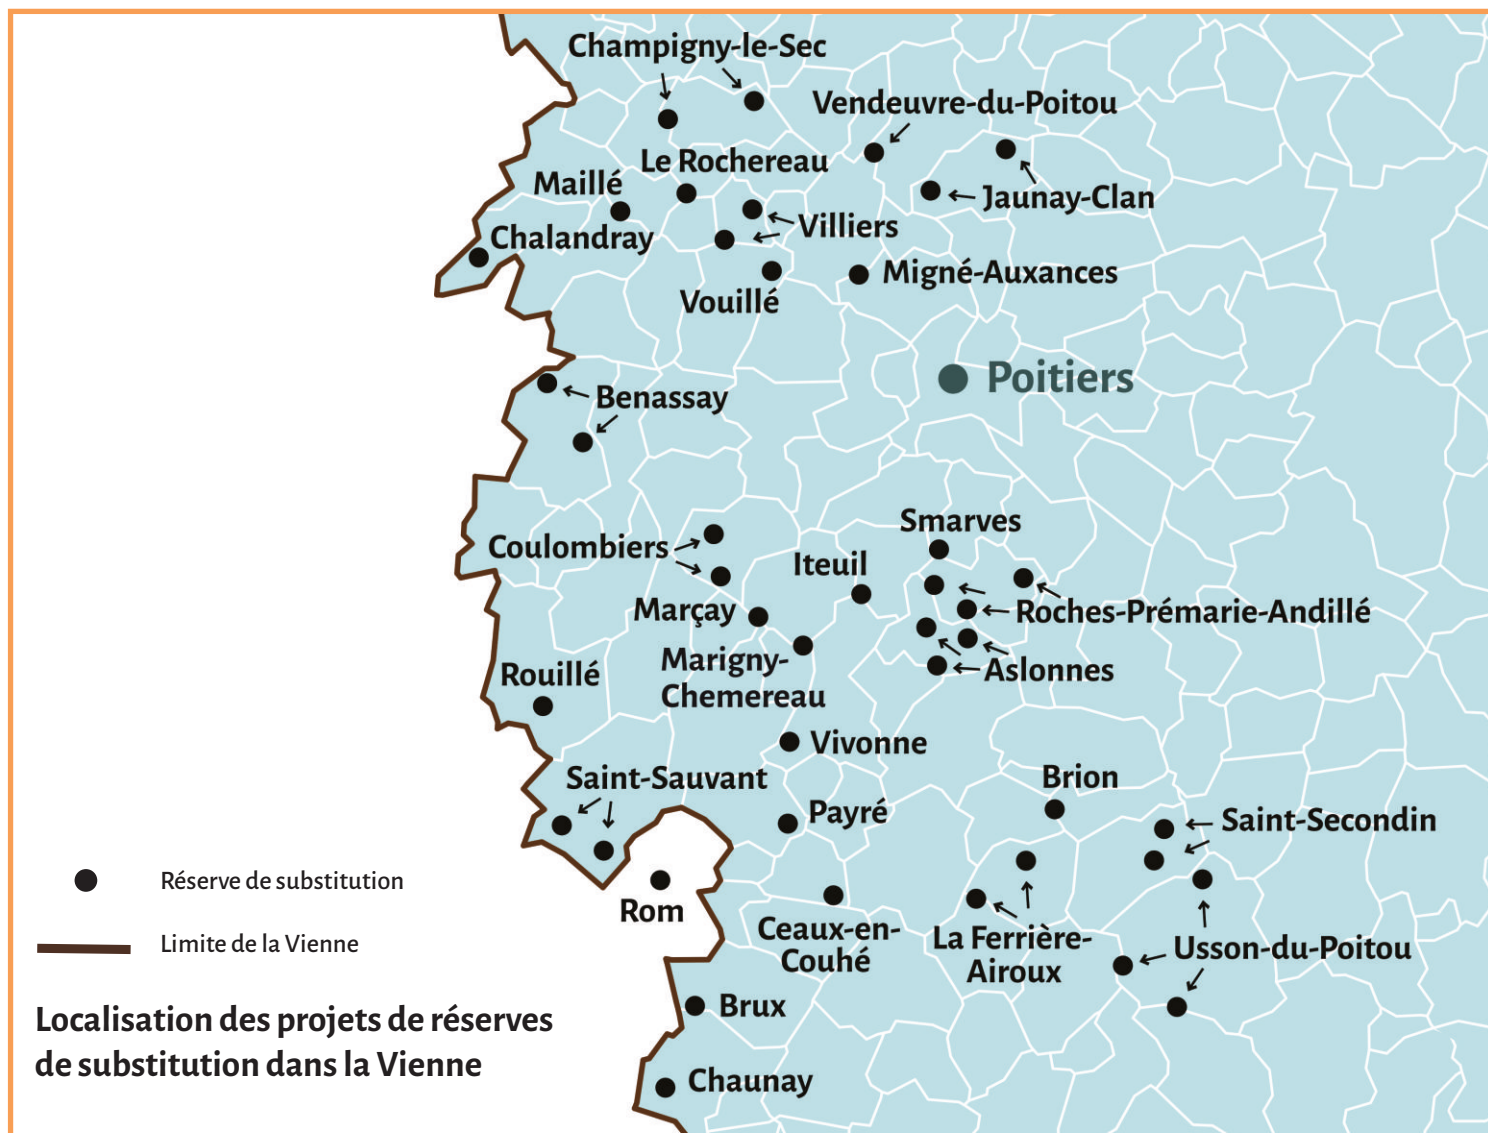 Champigny-le-Sec
Vendeuvre-du-Poitou
Le Rochereau
Maillé
Jaunay-Clan
Villiers
Chalandray
Migné-Auxances
Vouillé
Poitiers
Benassay
Smarves
Coulombiers
Iteuil
Marçay
Roches-Prémarie-Andillé
Marigny-
Chemereau
Aslonnes
Rouillé
Vivonne
Saint-Sauvant
Brion
Payré
Saint-Secondin
Réserve de substitution
Rom
Ceaux-en-
Couhé
La Ferrière-
Airoux
Usson-du-Poitou
Limite de la Vienne
Brux
Localisation des projets de réserves
de substitution dans la Vienne
Chaunay